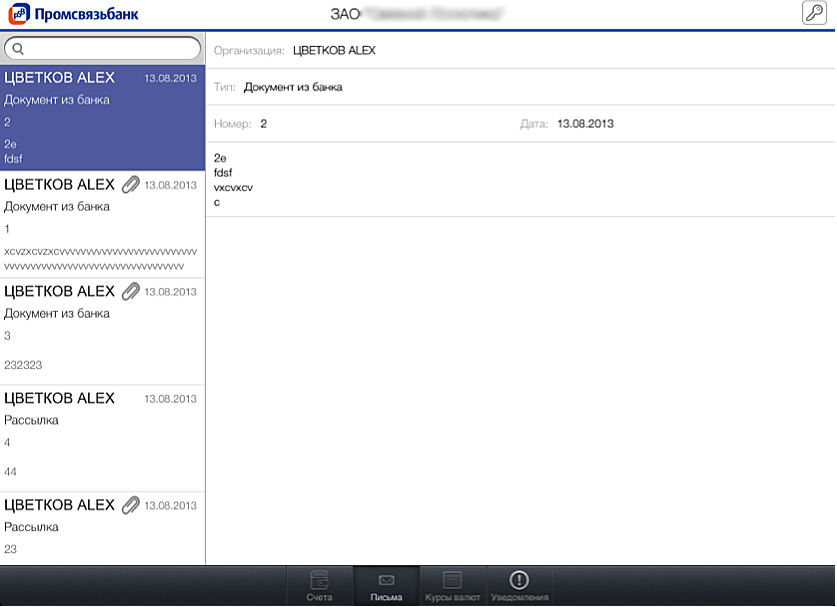 Промсвязьбанк
ЗАО
ЦВЕТКОВ ALEX 13.08.2013
Документ из банка
2
2e
fdsf
ЦВЕТКОВ ALEX 13.08.2013
Документ из банка
1
xcvzxcvzxcvvvvvvvvvvvvvvvvvvvvvvvvvv
vvvvvvvvvvvvvvvvvvvvvvvvvvvvvvvvv
ЦВЕТКОВ ALEX 13.08.2013
Документ из банка
3
232323
ЦВЕТКОВ ALEX 13.08.2013
Рассылка
4
44
ЦВЕТКОВ ALEX 13.08.2013
Рассылка
23
Организация: ЦВЕТКОВ ALEX
Тип: Документ из банка
Номер: 2 Дата: 13.08.2013
2e
fdsf
vxcvxcv
c
Счета Письма Курсы валют Уведомления